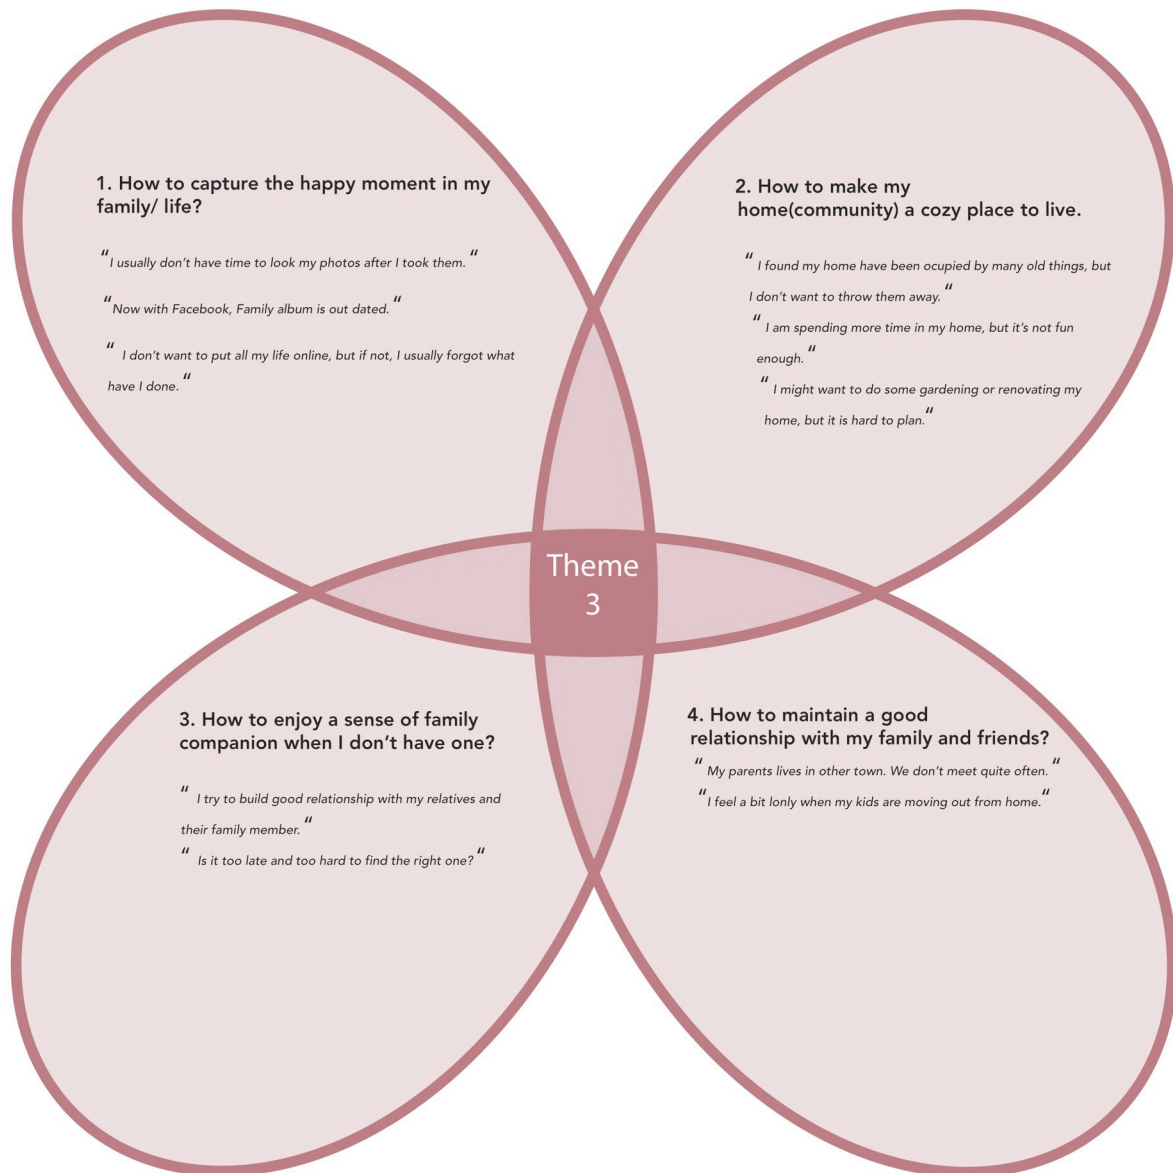 1. How to capture the happy moment in my
family/ life?
“I usually don’t have time to look my photos after I took them. “
“Now with Facebook, Family album is out dated. “
“ I don’t want to put all my life online, but if not, I usually forgot what
have I done. “
2. How to make my
home(community) a cozy place to live.
“ I found my home have been ocupied by many old things, but
I don’t want to throw them away. “
“ I am spending more time in my home, but it’s not fun
enough. “
“ I might want to do some gardening or renovating my
home, but it is hard to plan.“
Theme
3
3. How to enjoy a sense of family
companion when I don’t have one?
“ I try to build good relationship with my relatives and
their family member. “
“ Is it too late and too hard to find the right one? “
4. How to maintain a good
relationship with my family and friends?
“ My parents lives in other town. We don’t meet quite often. “
“I feel a bit lonly when my kids are moving out from home.“